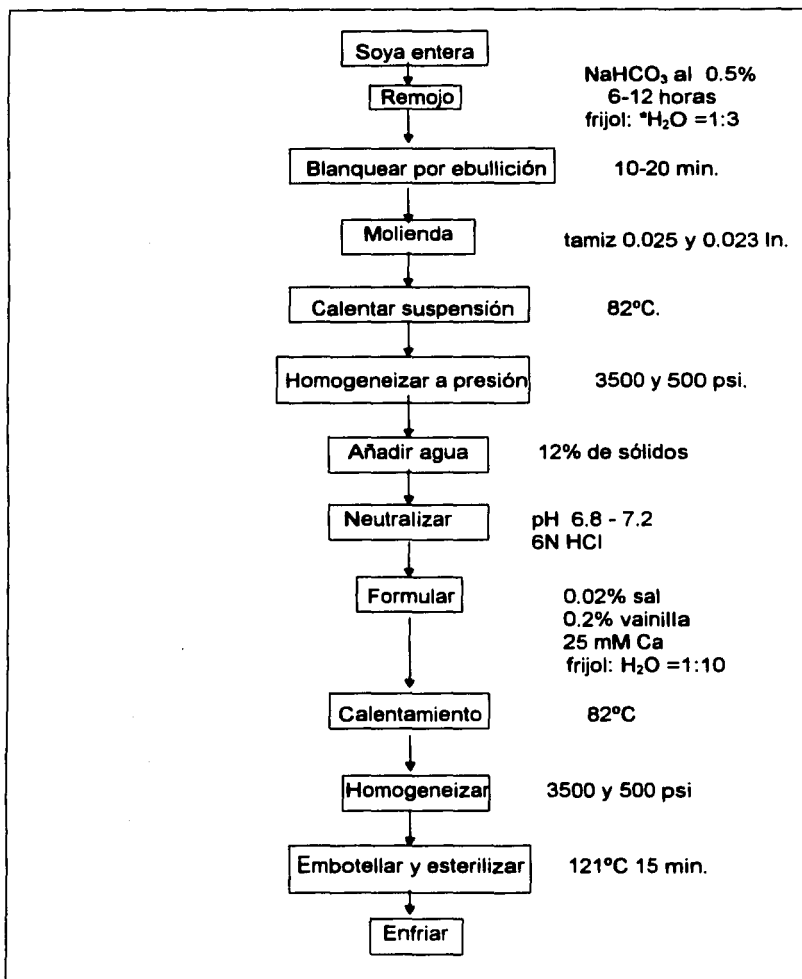 Soya entera
NaHCO₃ al 0.5%
Remojo
6-12 horas
frijol: *H₂O =1:3
Blanquear por ebullición
10-20 min.
Molienda
tamiz 0.025 y 0.023 In.
Calentar suspensión
82ºC.
Homogeneizar a presión
3500 y 500 psi.
Añadir agua
12% de sólidos
Neutralizar
pH 6.8 - 7.2
6N HCl
Formular
0.02% sal
0.2% vainilla
25 mM Ca
frijol: H₂O =1:10
Calentamiento
82ºC
Homogeneizar
3500 y 500 psi
Embotellar y esterilizar
121ºC 15 min.
Enfriar